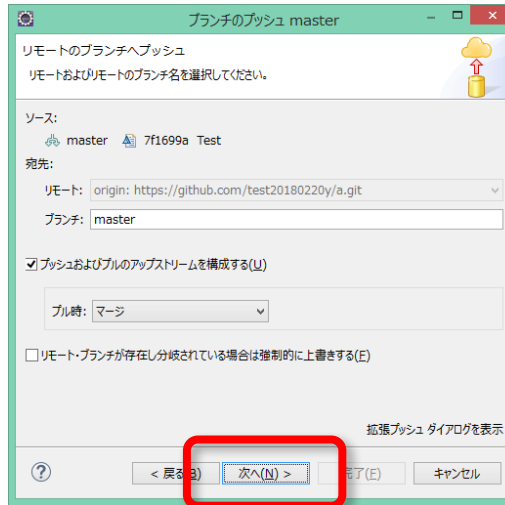 ブランチのプッシュ master
リモートのブランチへプッシュ
リモートおよびリモートのブランチ名を選択してください。
ソース:
master 7f1699a Test
宛先:
リモート: origin: https://github.com/test20180220y/a.git
ブランチ: master
プッシュおよびプルのアップストリームを構成する(U)
プル時: マージ
リモート・ブランチが存在し分岐されている場合は強制的に上書きする(F)
拡張プッシュ ダイアログを表示
< 戻る(B) 次へ(N) > 完了(F) キャンセル